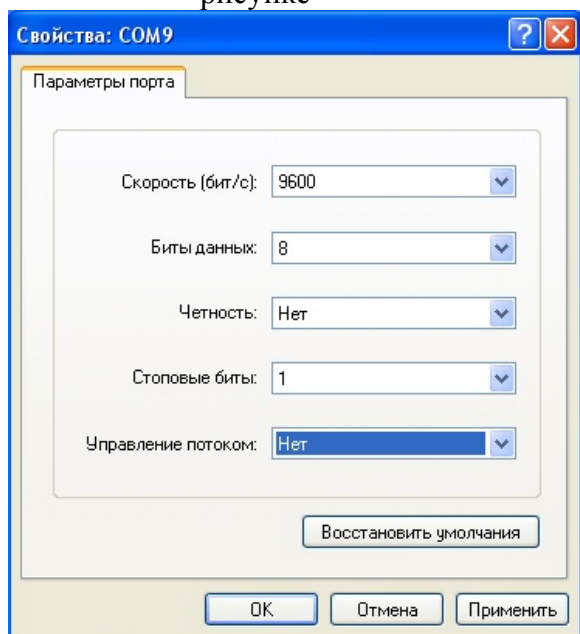 рисунке
Свойства: COM9
Параметры порта
Скорость (бит/с): 9600
Биты данных: 8
Четность: Нет
Стоповые биты: 1
Управление потоком: Нет
Восстановить умолчания
OK Отмена Применить